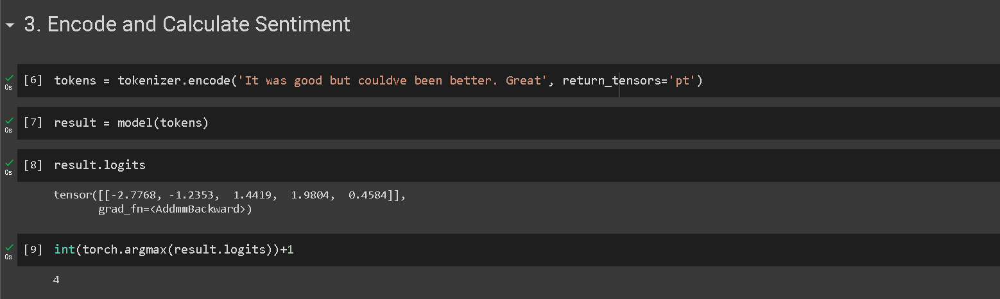 3. Encode and Calculate Sentiment
[6] tokens = tokenizer.encode('It was good but couldve been better. Great', return_tensors='pt')
0s
[7] result = model(tokens)
0s
[8] result.logits
0s
tensor([[-2.7768, -1.2353,  1.4419,  1.9804,  0.4584]],
       grad_fn=<AddmmBackward>)
[9] int(torch.argmax(result.logits))+1
0s
4